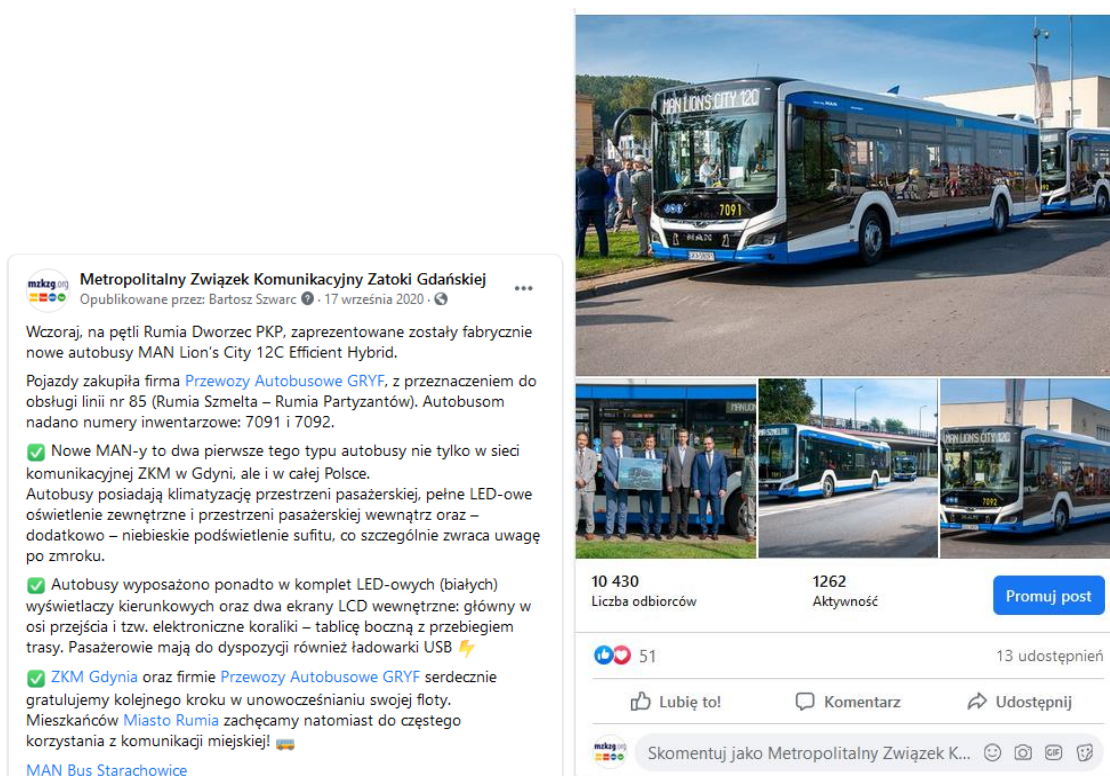 mzkzg.org
Metropolitalny Związek Komunikacyjny Zatoki Gdańskiej
Opublikowane przez: Bartosz Szwarc · 17 września 2020 ·
Wczoraj, na pętli Rumia Dworzec PKP, zaprezentowane zostały fabrycznie
nowe autobusy MAN Lion's City 12C Efficient Hybrid.
Pojazdy zakupiła firma Przewozy Autobusowe GRYF, z przeznaczeniem do
obsługi linii nr 85 (Rumia Szmelta – Rumia Partyzantów). Autobusom
nadano numery inwentarzowe: 7091 i 7092.
✅ Nowe MAN-y to dwa pierwsze tego typu autobusy nie tylko w sieci
komunikacyjnej ZKM w Gdyni, ale i w całej Polsce.
Autobusy posiadają klimatyzację przestrzeni pasażerskiej, pełne LED-owe
oświetlenie zewnętrzne i przestrzeni pasażerskiej wewnątrz oraz –
dodatkowo – niebieskie podświetlenie sufitu, co szczególnie zwraca uwagę
po zmroku.
✅ Autobusy wyposażono ponadto w komplet LED-owych (białych)
wyświetlaczy kierunkowych oraz dwa ekrany LCD wewnętrzne: główny w
osi przejścia i tzw. elektroniczne koraliki – tablicę boczną z przebiegiem
trasy. Pasażerowie mają do dyspozycji również ładowarki USB ⚡
✅ ZKM Gdynia oraz firmie Przewozy Autobusowe GRYF serdecznie
gratulujemy kolejnego kroku w unowocześnianiu swojej floty.
Mieszkańców Miasto Rumia zachęcamy natomiast do częstego
korzystania z komunikacji miejskiej! 🚌
MAN Bus Starachowice
MAN LION'S CITY 12C
7091
MAN LION'S CITY 12C
7092
10 430
Liczba odbiorców
1262
Aktywność
Promuj post
51
13 udostępnień
Lubię to!
Komentarz
Udostępnij
mzkzg.org
Skomentuj jako Metropolitalny Związek K...
GIF